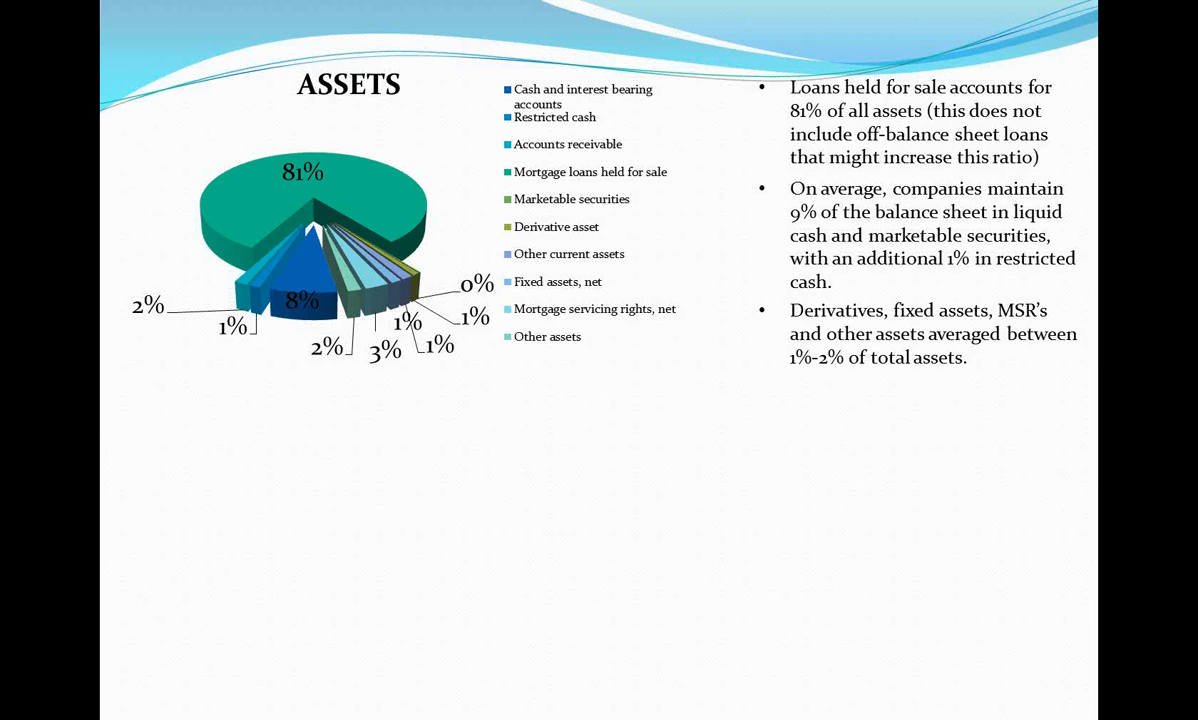 ASSETS
81%
8%
2%
1%
2%
3%
1%
1%
1%
0%
Cash and interest bearing
accounts
Restricted cash
Accounts receivable
Mortgage loans held for sale
Marketable securities
Derivative asset
Other current assets
Fixed assets, net
Mortgage servicing rights, net
Other assets
• Loans held for sale accounts for
81% of all assets (this does not
include off-balance sheet loans
that might increase this ratio)
• On average, companies maintain
9% of the balance sheet in liquid
cash and marketable securities,
with an additional 1% in restricted
cash.
• Derivatives, fixed assets, MSR's
and other assets averaged between
1%-2% of total assets.